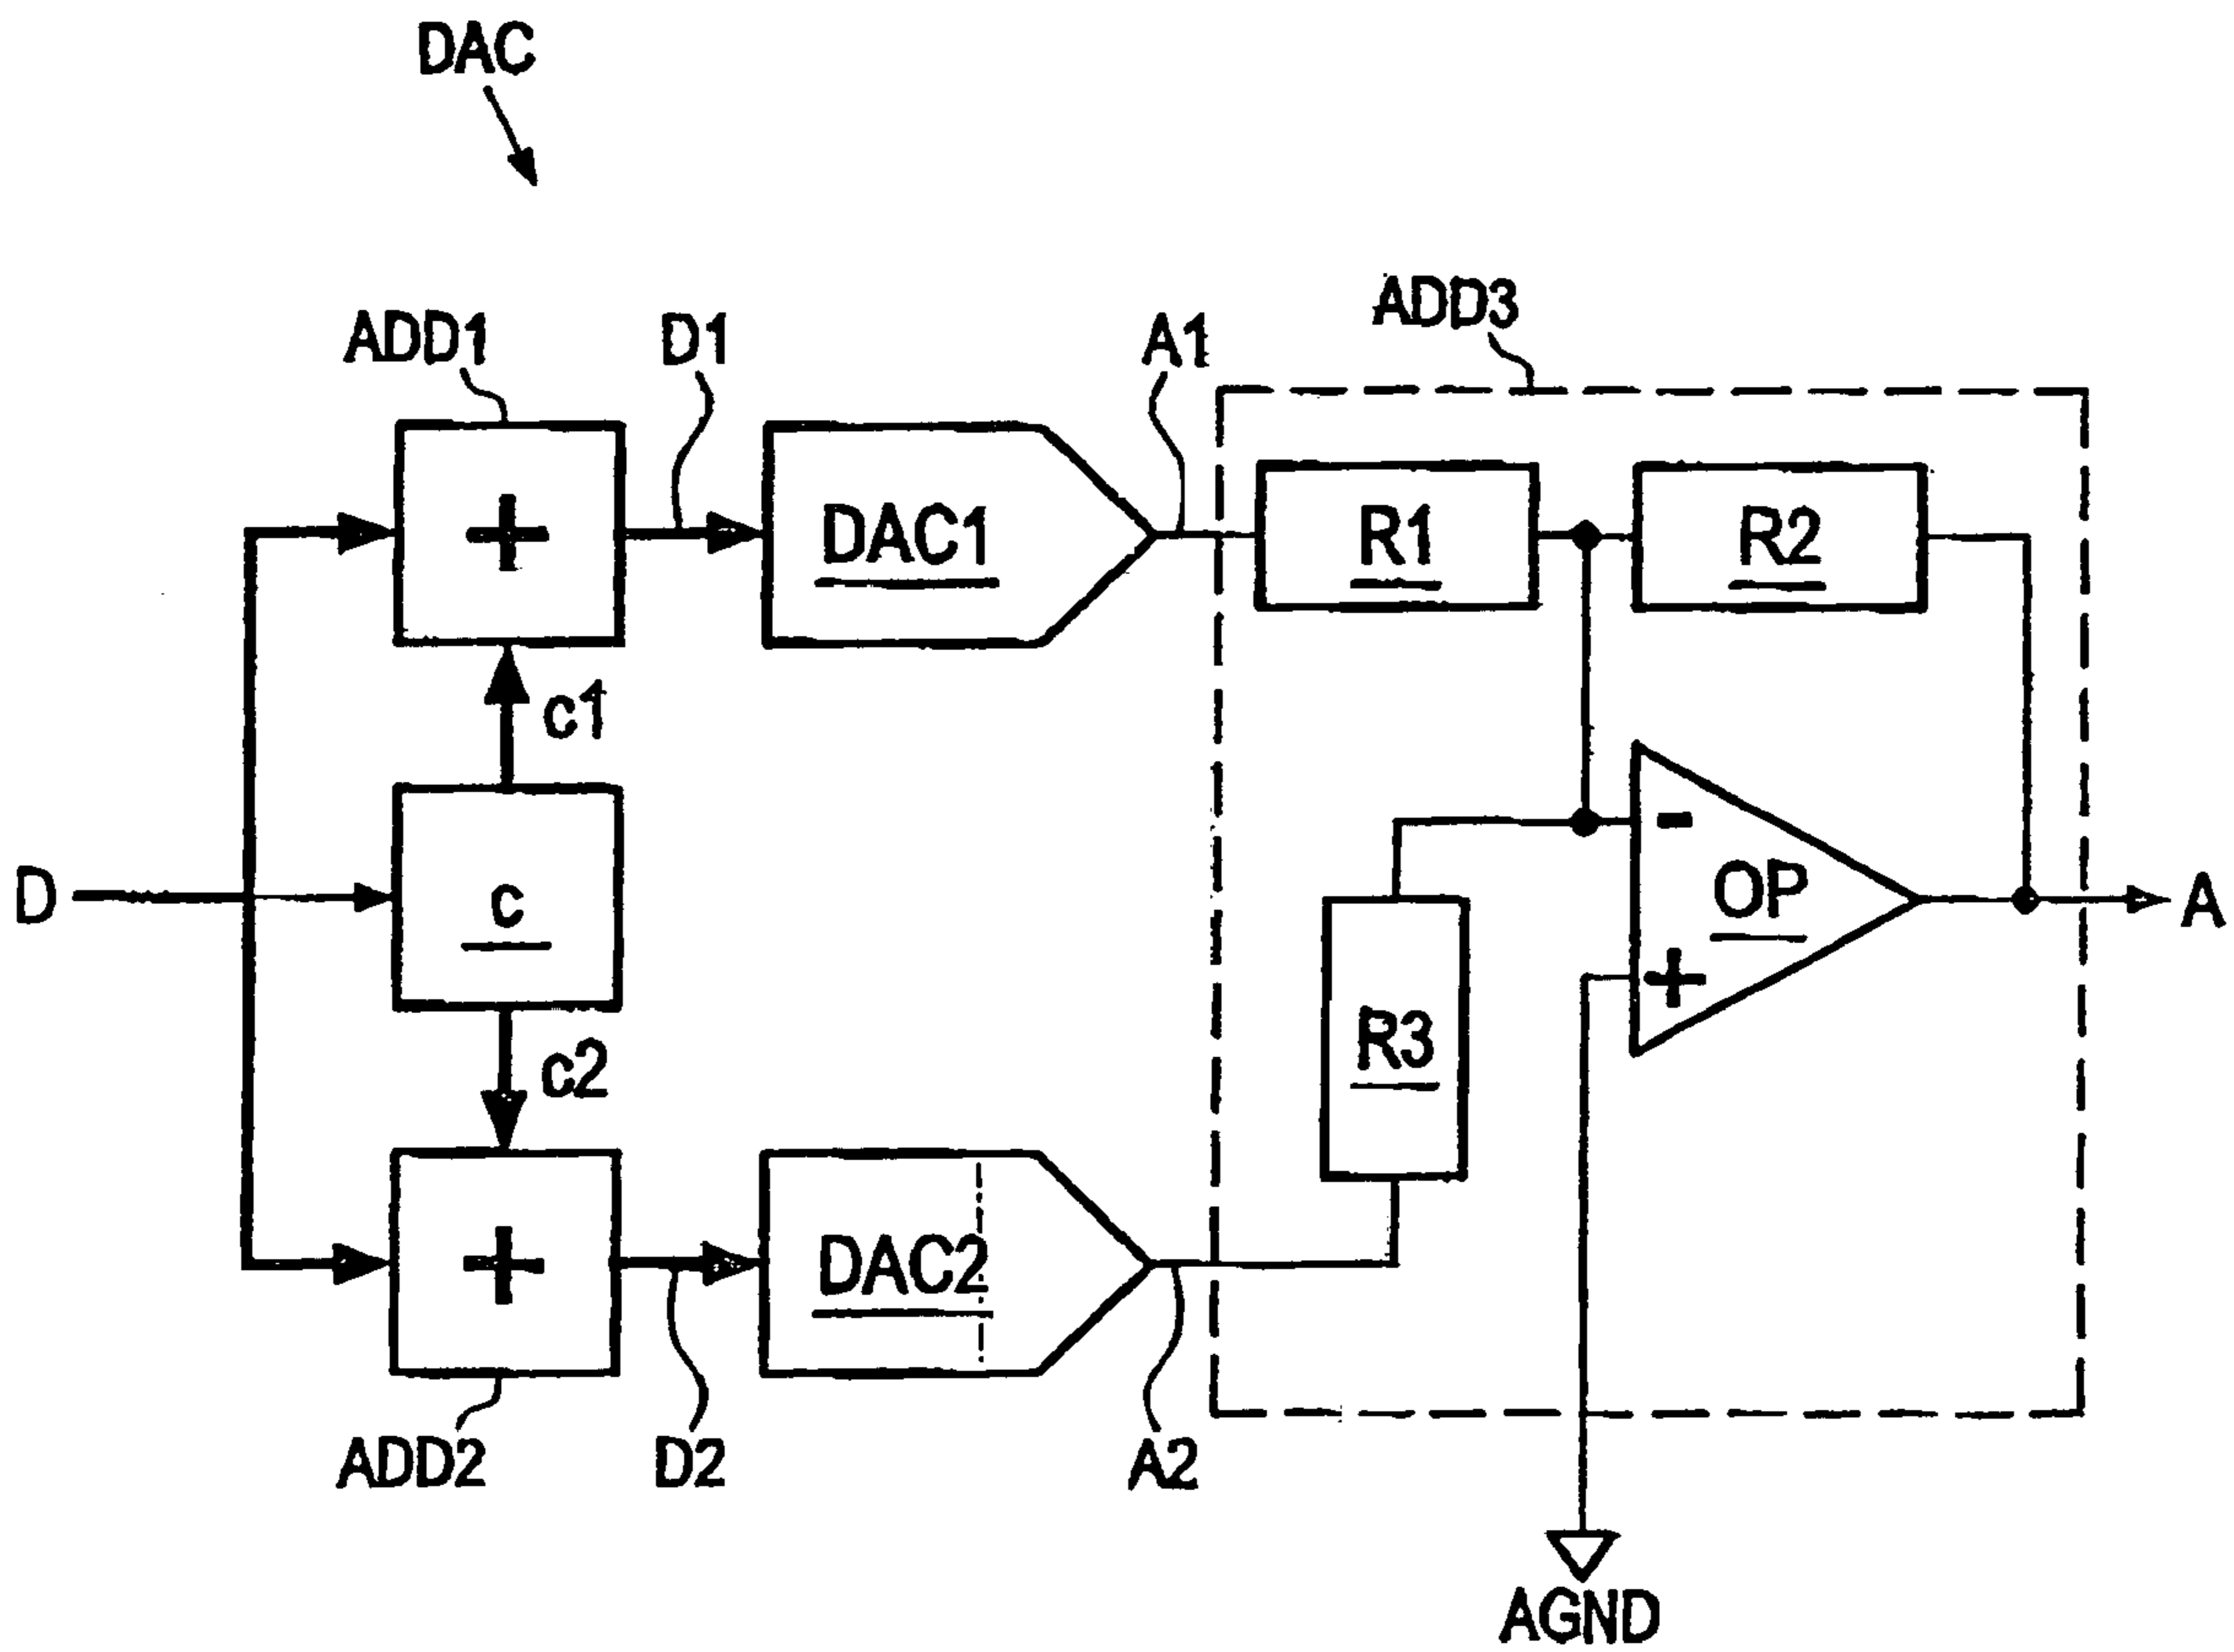 DAC
ADD3
ADD1
D1
A1
+
DAC1
R1
R2
c1
-
D
c
OP
A
+
R3
c2
+
DAC2
ADD2
D2
A2
AGND